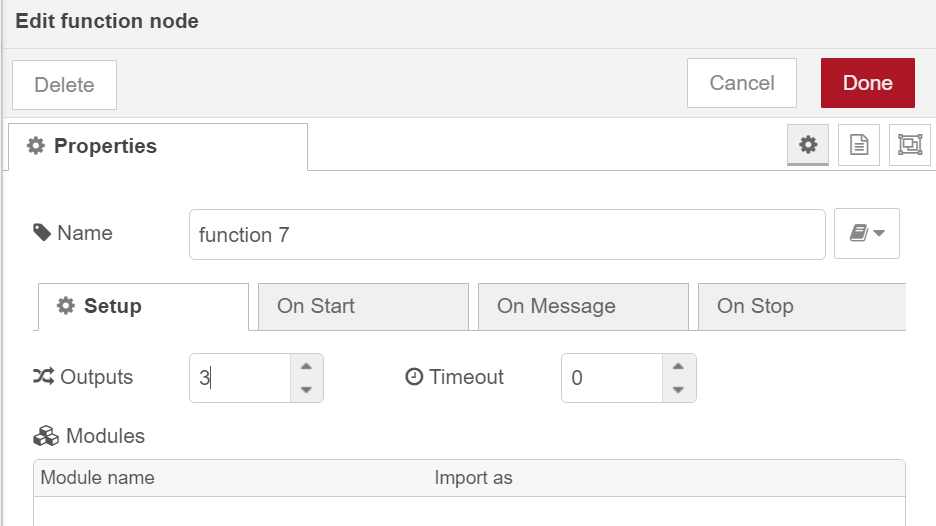 Edit function node
Delete
Cancel
Done
Properties
Name
function 7
Setup
On Start
On Message
On Stop
Outputs
3
Timeout
0
Modules
Module name
Import as